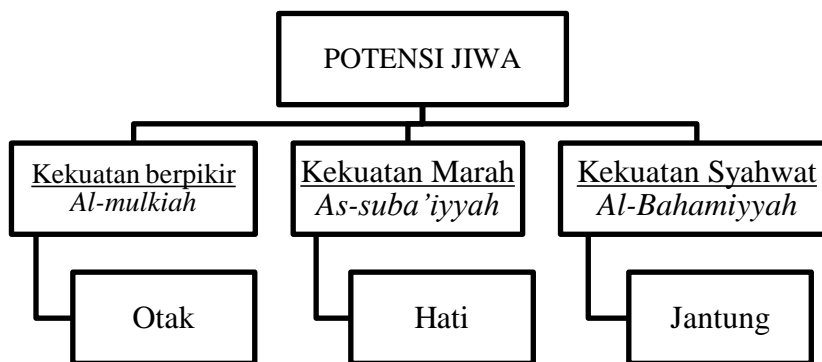 POTENSI JIWA
Kekuatan berpikir
Al-mulkiah
Kekuatan Marah
As-suba’iyyah
Kekuatan Syahwat
Al-Bahamiyyah
Otak
Hati
Jantung